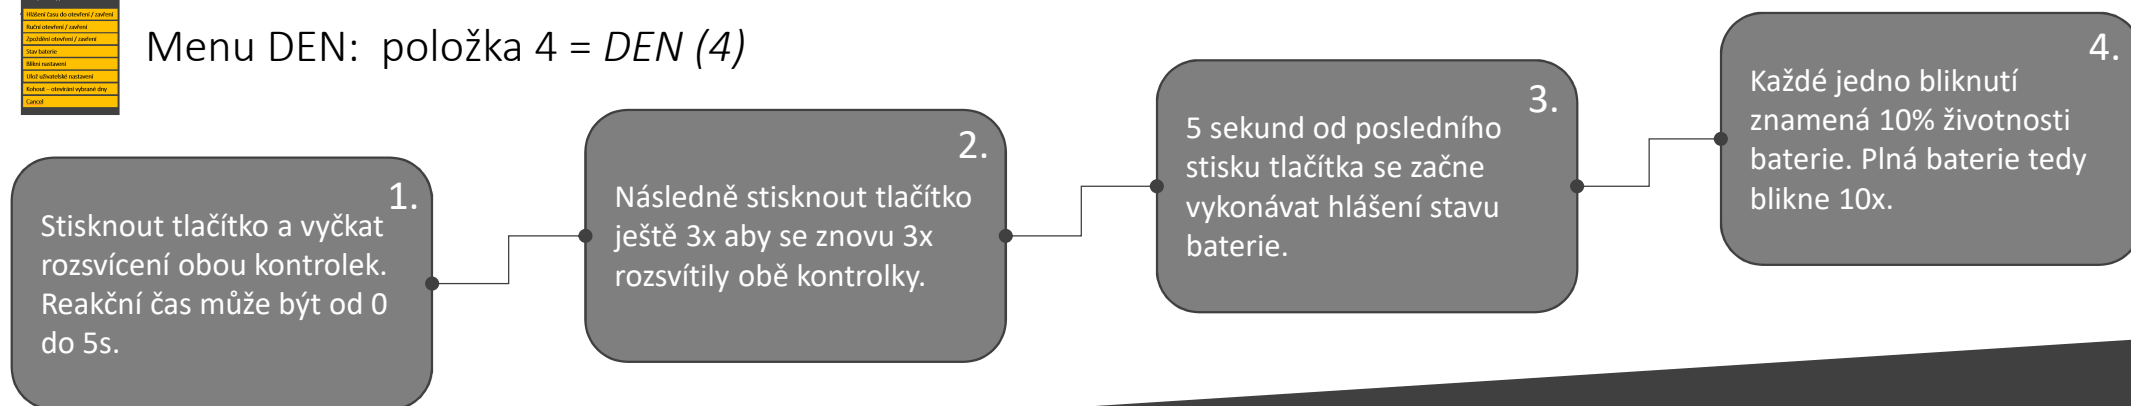 Hlášení času do otevření / zavření
Ruční otevření / zavření
Zpoždění otevření / zavření
Stav baterie
Blikni nastavení
Ulož uživatelské nastavení
Kohout – otevírání vybrané dny
Cancel
Menu DEN: položka 4 = DEN (4)
1.
Stisknout tlačítko a vyčkat
rozsvícení obou kontrolek.
Reakční čas může být od 0
do 5s.
2.
Následně stisknout tlačítko
ještě 3x aby se znovu 3x
rozsvítily obě kontrolky.
3.
5 sekund od posledního
stisku tlačítka se začne
vykonávat hlášení stavu
baterie.
4.
Každé jedno bliknutí
znamená 10% životnosti
baterie. Plná baterie tedy
blikne 10x.